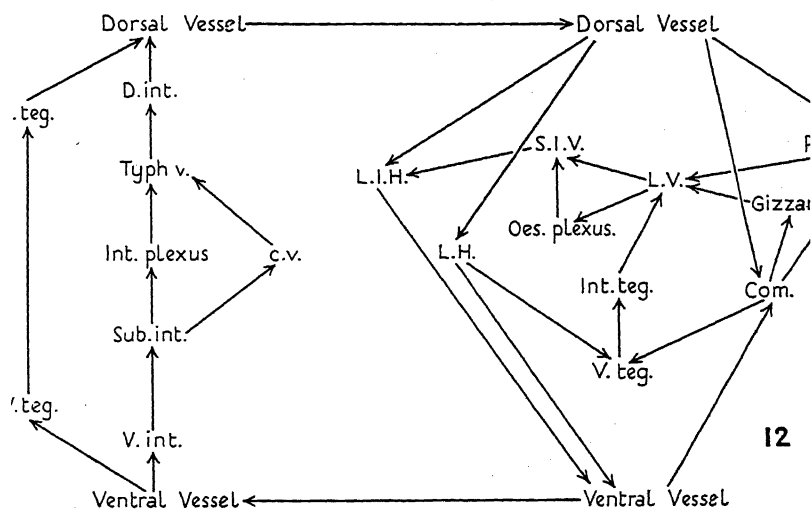 Dorsal Vessel
Dorsal Vessel
D.int.
.teg.
S.I.V.
P
Typh v.
L.I.H.
L.V.
Gizzar
Oes. plexus.
Int. plexus
c.v.
L.H.
Int.teg.
Com.
Sub.int.
V. teg.
.teg.
V. int.
12
Ventral Vessel
Ventral Vessel